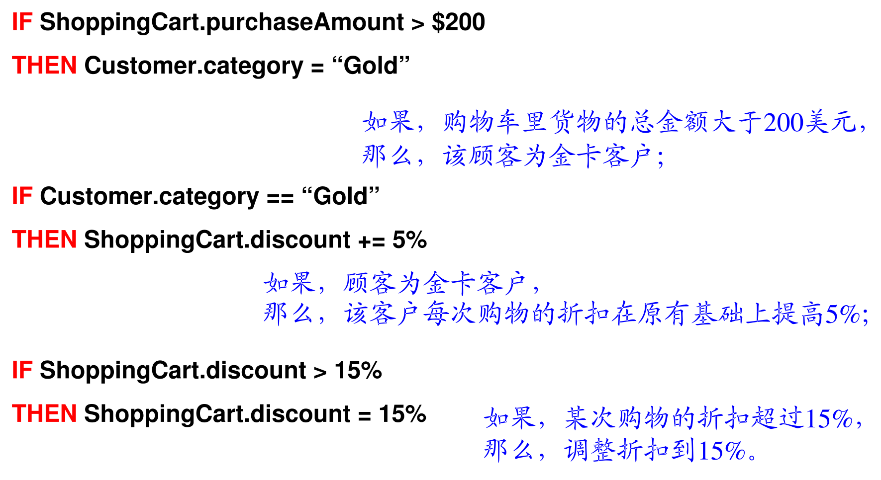 IF ShoppingCart.purchaseAmount > $200
THEN Customer.category = “Gold”
如果，购物车里货物的总金额大于200美元，
那么，该顾客为金卡客户；
IF Customer.category == “Gold”
THEN ShoppingCart.discount += 5%
如果，顾客为金卡客户，
那么，该客户每次购物的折扣在原有基础上提高5%;
IF ShoppingCart.discount > 15%
THEN ShoppingCart.discount = 15%
如果，某次购物的折扣超过15%，
那么，调整折扣到15%。